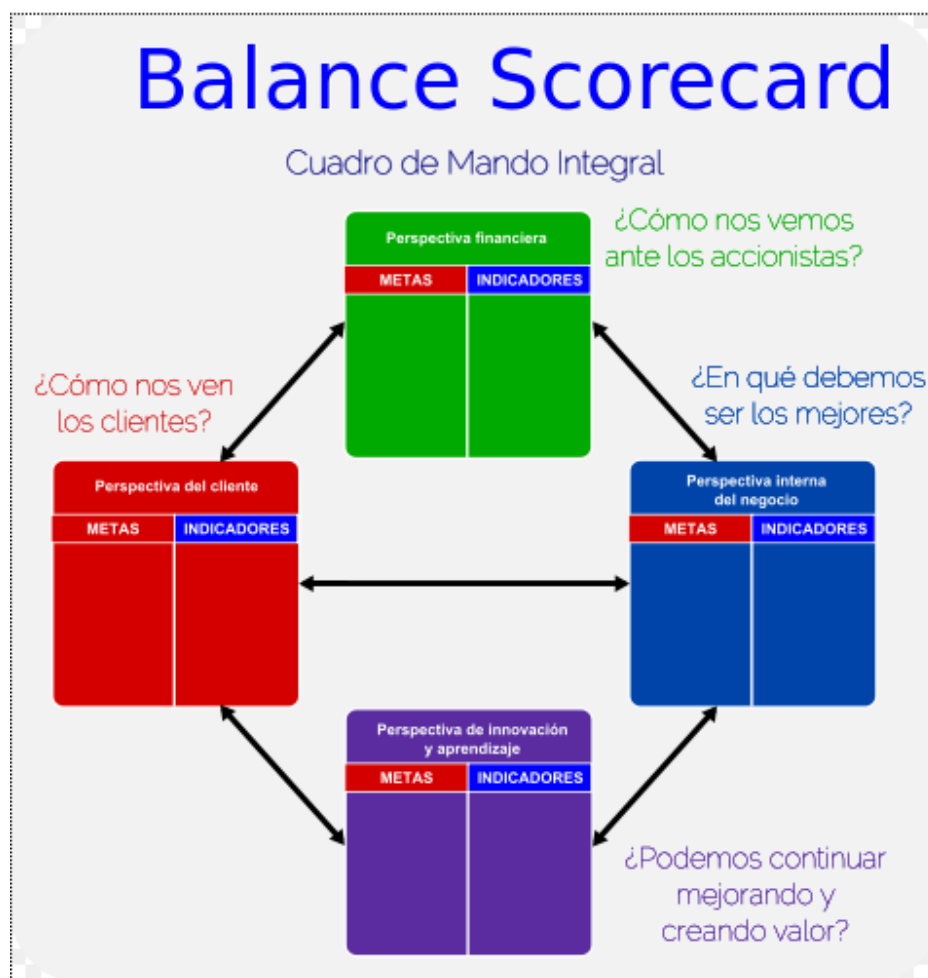 Balance Scorecard
Cuadro de Mando Integral
Perspectiva financiera
METAS INDICADORES
¿Cómo nos vemos
ante los accionistas?
¿Cómo nos ven
los clientes?
¿En qué debemos
ser los mejores?
Perspectiva del cliente
METAS INDICADORES
Perspectiva interna
del negocio
METAS INDICADORES
Perspectiva de innovación
y aprendizaje
METAS INDICADORES
¿Podemos continuar
mejorando y
creando valor?